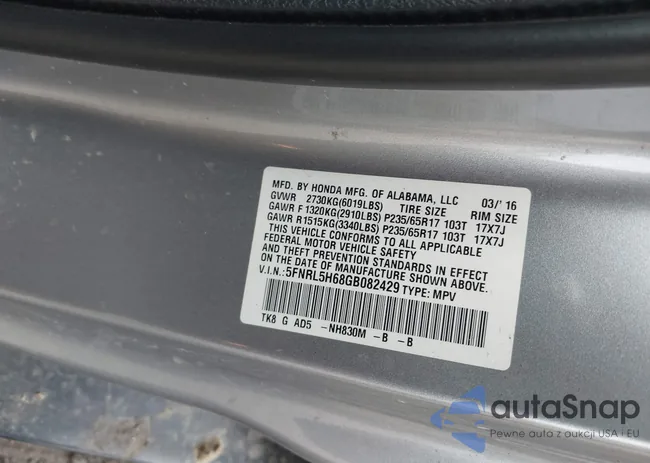 MFD. BY HONDA MFG. OF ALABAMA, LLC 03/'16
GVWR 2730KG(6019LBS) TIRE SIZE RIM SIZE
GAWR F1320KG(2910LBS) P235/65R17 103T 17X7J
GAWR R1515KG(3340LBS) P235/65R17 103T 17X7J
THIS VEHICLE CONFORMS TO ALL APPLICABLE
FEDERAL MOTOR VEHICLE SAFETY
AND THEFT PREVENTION STANDARDS IN EFFECT
ON THE DATE OF MANUFACTURE SHOWN ABOVE.
V.I.N.: 5FNRL5H68GB082429 TYPE: MPV
TK8 G AD5 -NH830M -B -B
autaSnap
Pewne auta z aukcji USA i EU